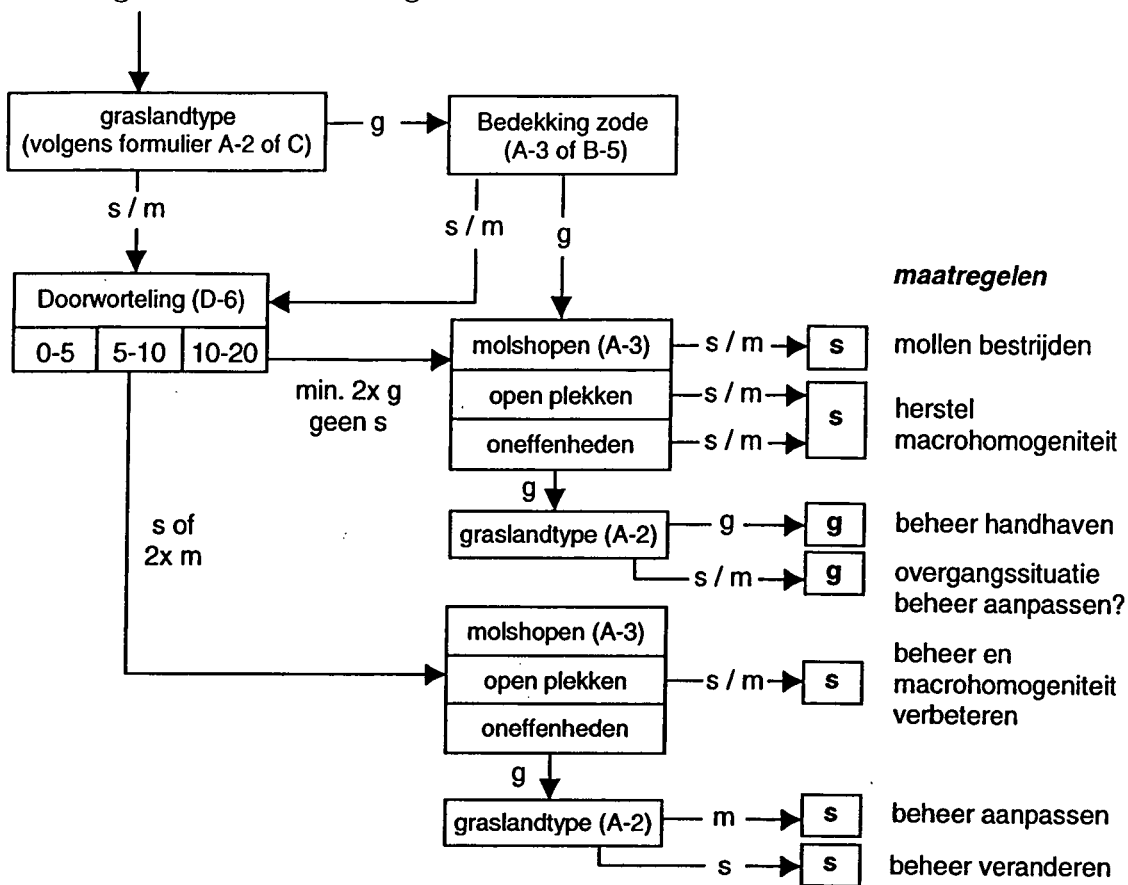 graslandtype
(volgens formulier A-2 of C)
g
Bedekking zode
(A-3 of B-5)
s / m
s / m
g
maatregelen
Doorworteling (D-6)
0-5 5-10 10-20
min. 2x g
geen s
molshopen (A-3)
s / m
s
mollen bestrijden
open plekken
s / m
s
herstel
macrohomogeniteit
oneffenheden
s / m
g
graslandtype (A-2)
g
g
beheer handhaven
s / m
g
overgangssituatie
beheer aanpassen?
s of
2x m
molshopen (A-3)
open plekken
s / m
s
beheer en
macrohomogeniteit
verbeteren
oneffenheden
g
graslandtype (A-2)
m
s
beheer aanpassen
s
s
beheer veranderen